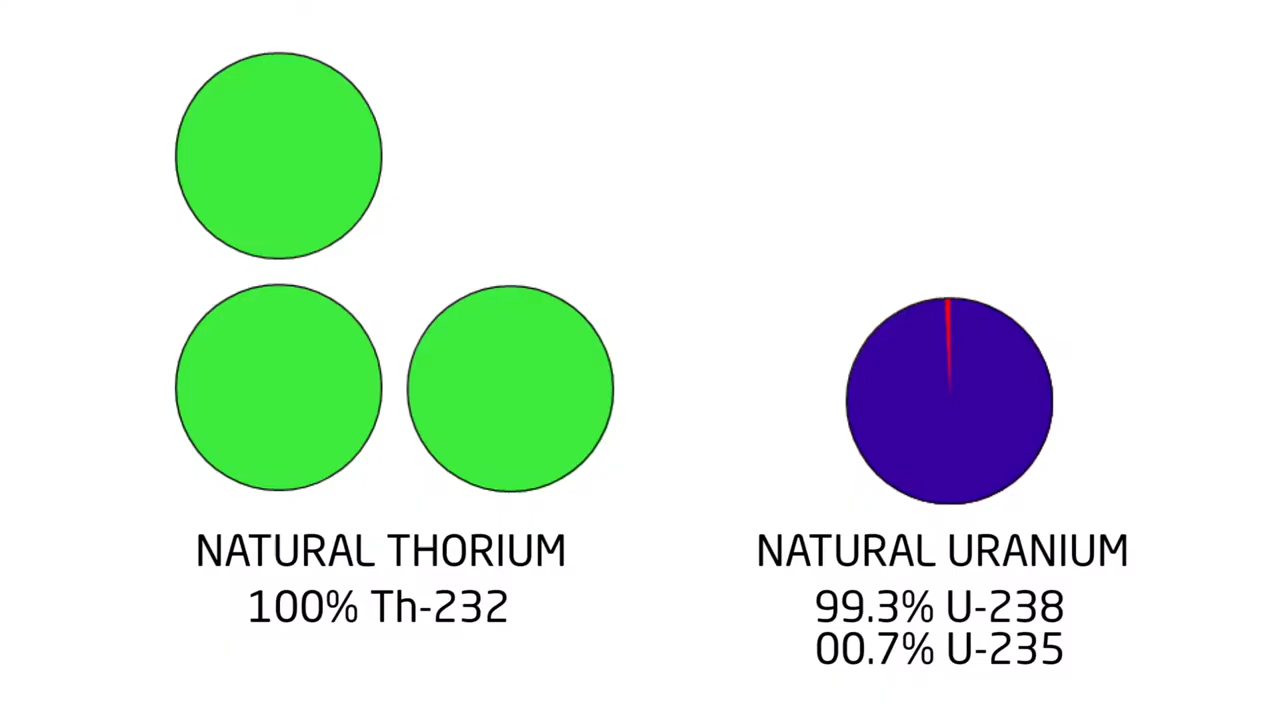 NATURAL THORIUM
100% Th-232
NATURAL URANIUM
99.3% U-238
00.7% U-235